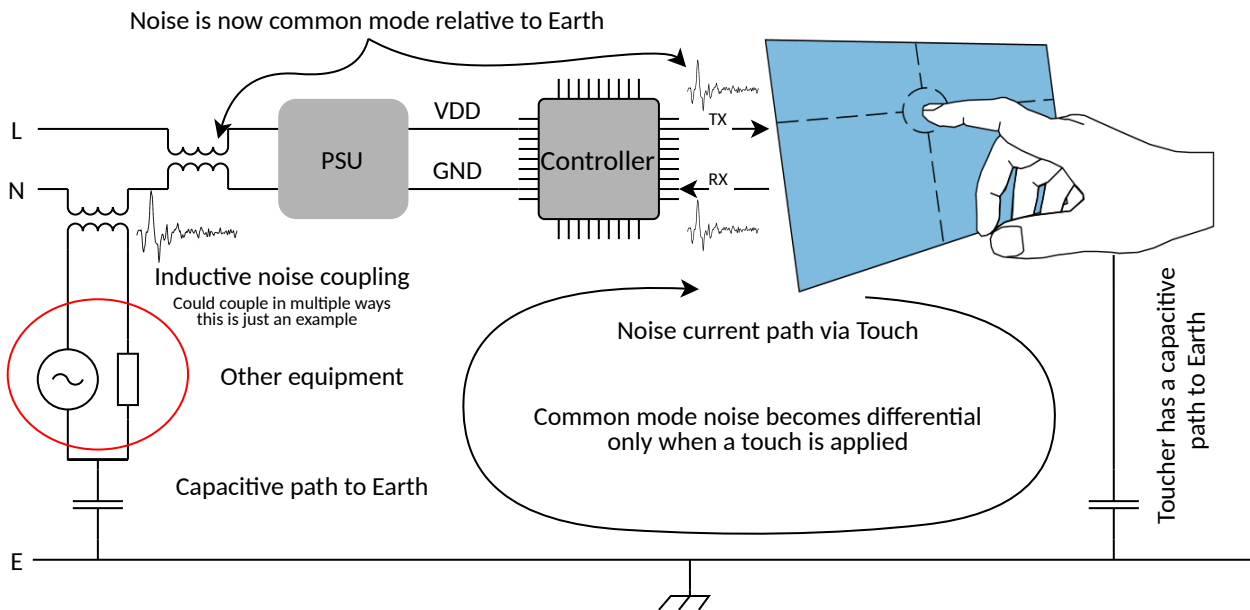 Noise is now common mode relative to Earth
L
N
PSU
VDD
GND
Controller
TX
RX
Inductive noise coupling
Could couple in multiple ways
this is just an example
Other equipment
Capacitive path to Earth
Noise current path via Touch
Common mode noise becomes differential
only when a touch is applied
Toucher has a capacitive
path to Earth
E